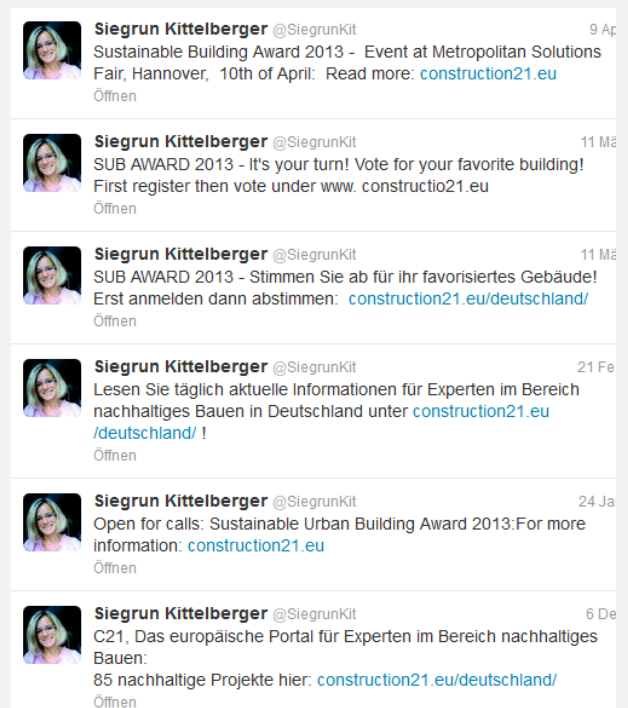 Siegrun Kittelberger @SiegrunKit 9 Ap
Sustainable Building Award 2013 - Event at Metropolitan Solutions
Fair, Hannover, 10th of April: Read more: construction21.eu
Öffnen
Siegrun Kittelberger @SiegrunKit 11 Mä
SUB AWARD 2013 - It's your turn! Vote for your favorite building!
First register then vote under www. constructio21.eu
Öffnen
Siegrun Kittelberger @SiegrunKit 11 Mä
SUB AWARD 2013 - Stimmen Sie ab für ihr favorisiertes Gebäude!
Erst anmelden dann abstimmen: construction21.eu/deutschland/
Öffnen
Siegrun Kittelberger @SiegrunKit 21 Fe
Lesen Sie täglich aktuelle Informationen für Experten im Bereich
nachhaltiges Bauen in Deutschland unter construction21.eu
/deutschland/ !
Öffnen
Siegrun Kittelberger @SiegrunKit 24 Ja
Open for calls: Sustainable Urban Building Award 2013:For more
information: construction21.eu
Öffnen
Siegrun Kittelberger @SiegrunKit 6 De
C21, Das europäische Portal für Experten im Bereich nachhaltiges
Bauen:
85 nachhaltige Projekte hier: construction21.eu/deutschland/
Öffnen